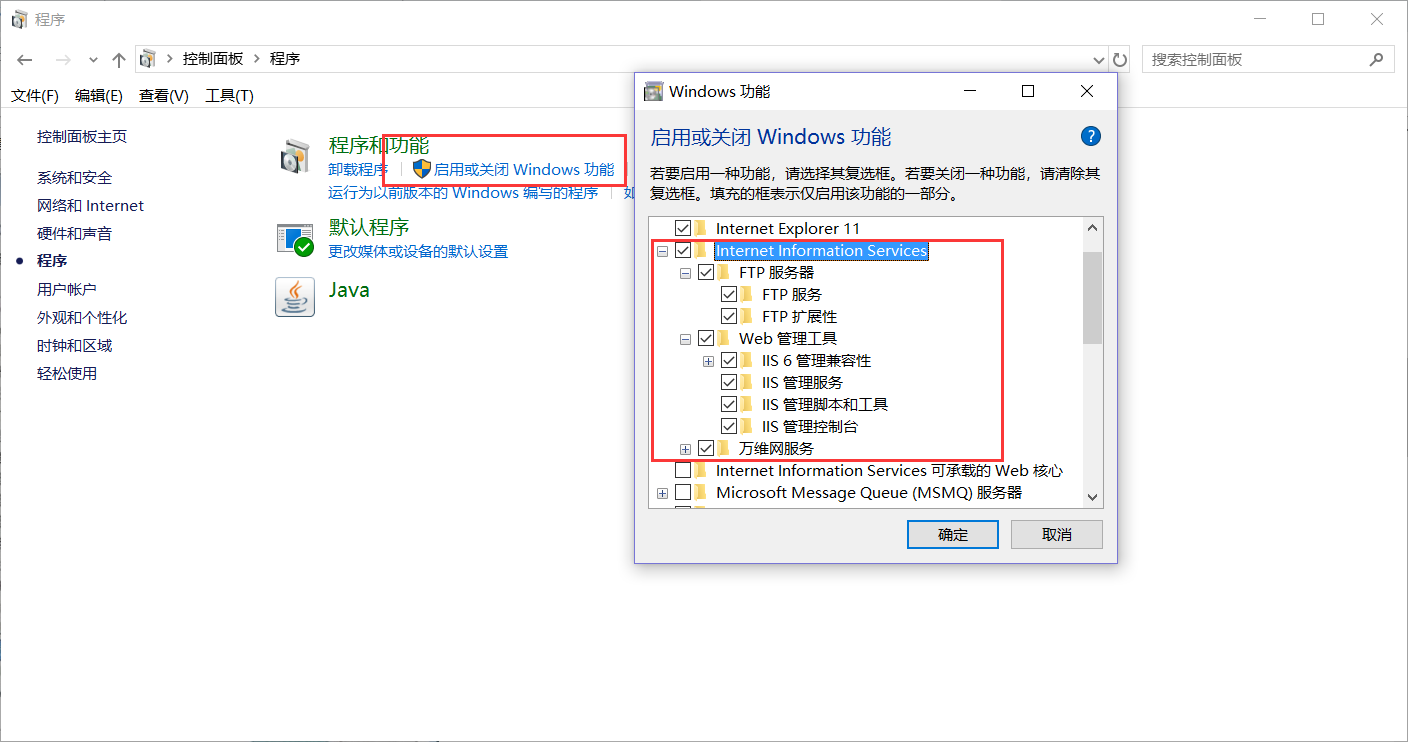 程序
控制面板 程序
搜索控制面板
文件(F) 编辑(E) 查看(V) 工具(T)
控制面板主页
系统和安全
网络和 Internet
硬件和声音
程序
用户帐户
外观和个性化
时钟和区域
轻松使用
程序和功能
卸载程序 启用或关闭 Windows 功能
运行为以前版本的 Windows 编写的程序 如
默认程序
更改媒体或设备的默认设置
Java
Windows 功能
启用或关闭 Windows 功能
若要启用一种功能，请选择其复选框。若要关闭一种功能，请清除其
复选框。填充的框表示仅启用该功能的一部分。
Internet Explorer 11
Internet Information Services
FTP 服务器
FTP 服务
FTP 扩展性
Web 管理工具
IIS 6 管理兼容性
IIS 管理服务
IIS 管理脚本和工具
IIS 管理控制台
万维网服务
Internet Information Services 可承载的 Web 核心
Microsoft Message Queue (MSMQ) 服务器
确定 取消